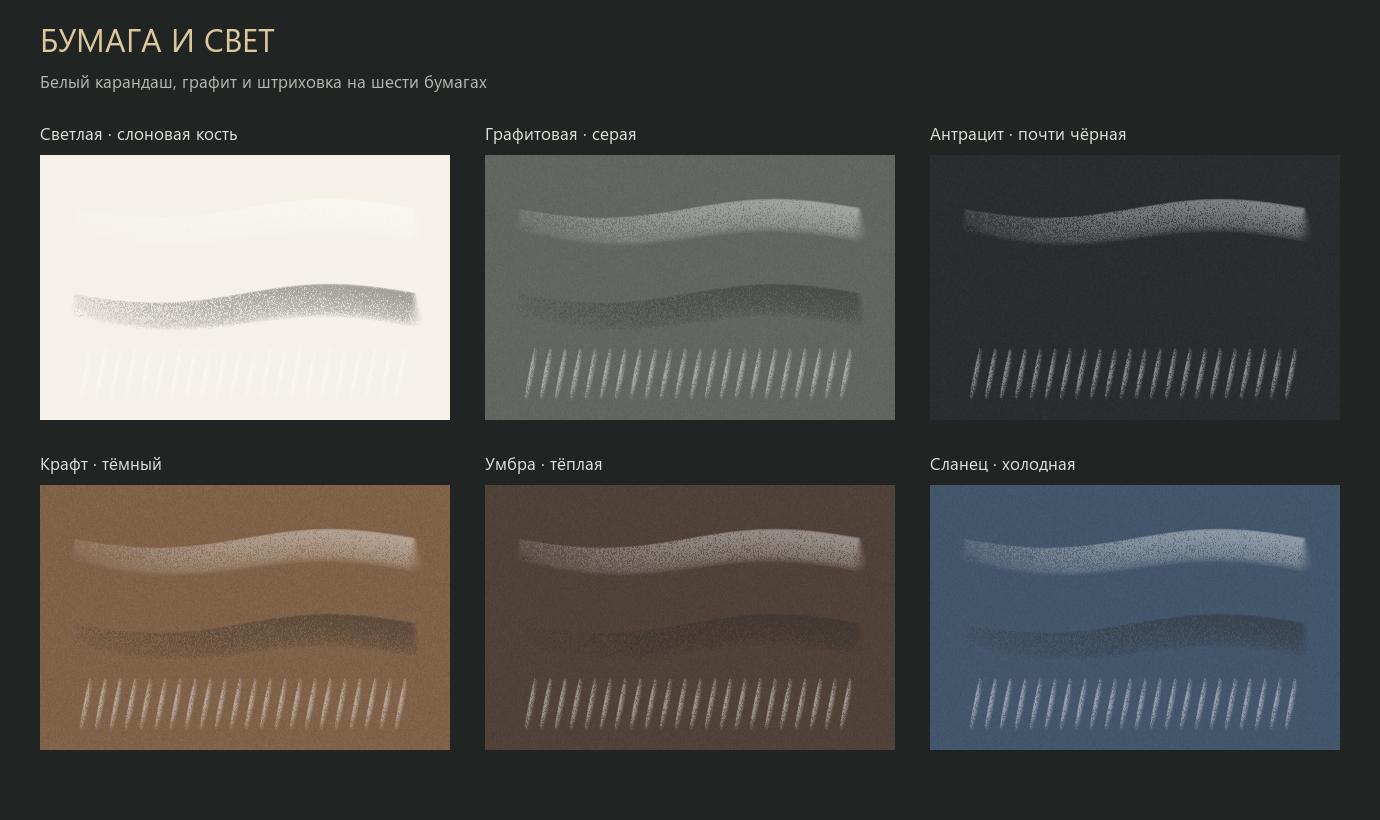 БУМАГА И СВЕТ
Белый карандаш, графит и штриховка на шести бумагах
Светлая · слоновая кость
Графитовая · серая
Антрацит · почти чёрная
Крафт · тёмный
Умбра · тёплая
Сланец · холодная